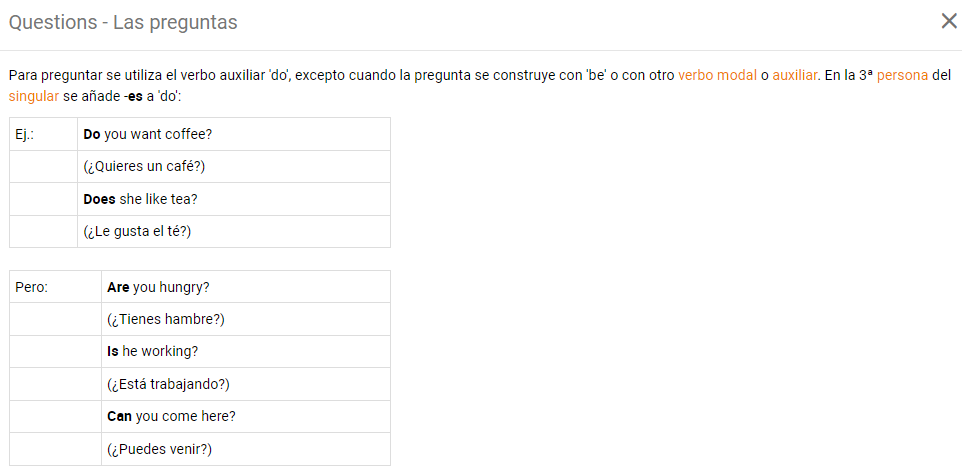 Questions - Las preguntas
Para preguntar se utiliza el verbo auxiliar 'do', excepto cuando la pregunta se construye con 'be' o con otro verbo modal o auxiliar. En la 3ª persona del
singular se añade -es a 'do':
Ej.: Do you want coffee?
(¿Quieres un café?)
Does she like tea?
(¿Le gusta el té?)
Pero: Are you hungry?
(¿Tienes hambre?)
Is he working?
(¿Está trabajando?)
Can you come here?
(¿Puedes venir?)